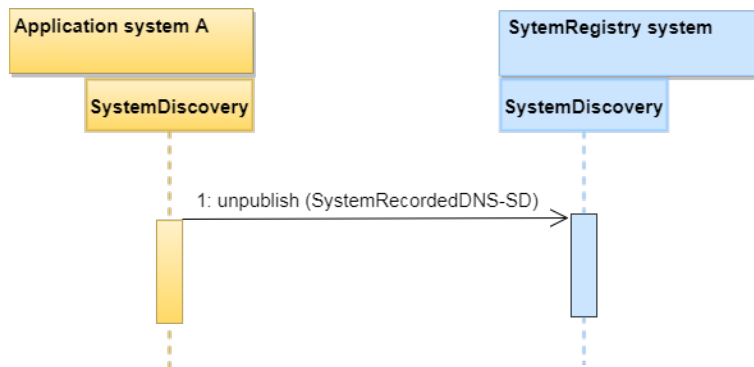 Application system A
SytemRegistry system
SystemDiscovery
SystemDiscovery
1: unpublish (SystemRecordedDNS-SD)